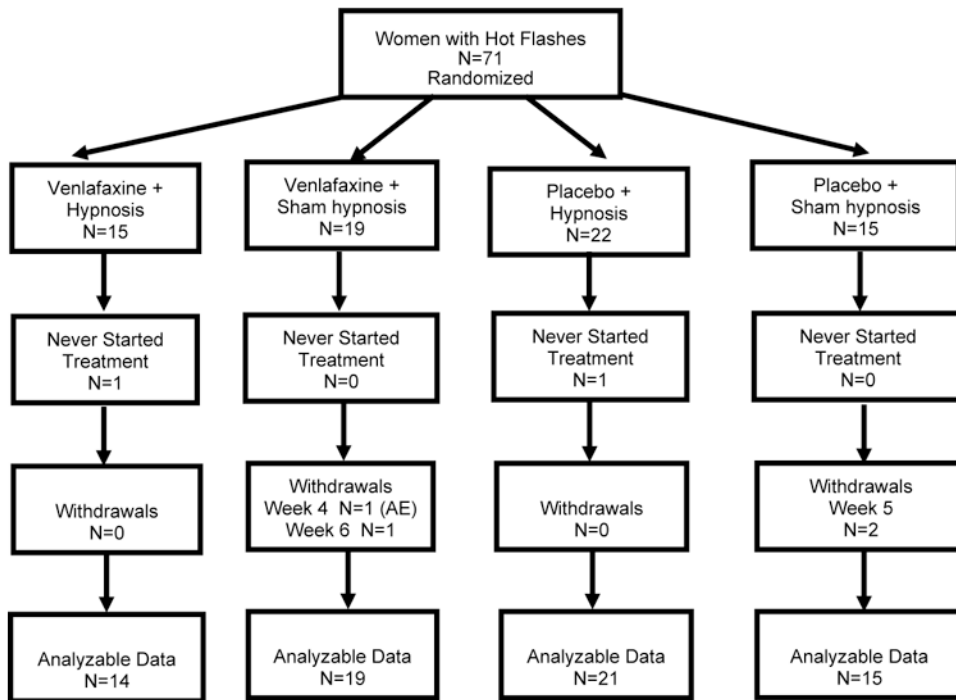 Women with Hot Flashes
N=71
Randomized
Venlafaxine +
Hypnosis
N=15
Venlafaxine +
Sham hypnosis
N=19
Placebo +
Hypnosis
N=22
Placebo +
Sham hypnosis
N=15
Never Started
Treatment
N=1
Never Started
Treatment
N=0
Never Started
Treatment
N=1
Never Started
Treatment
N=0
Withdrawals
N=0
Withdrawals
Week 4 N=1 (AE)
Week 6 N=1
Withdrawals
N=0
Withdrawals
Week 5
N=2
Analyzable Data
N=14
Analyzable Data
N=19
Analyzable Data
N=21
Analyzable Data
N=15